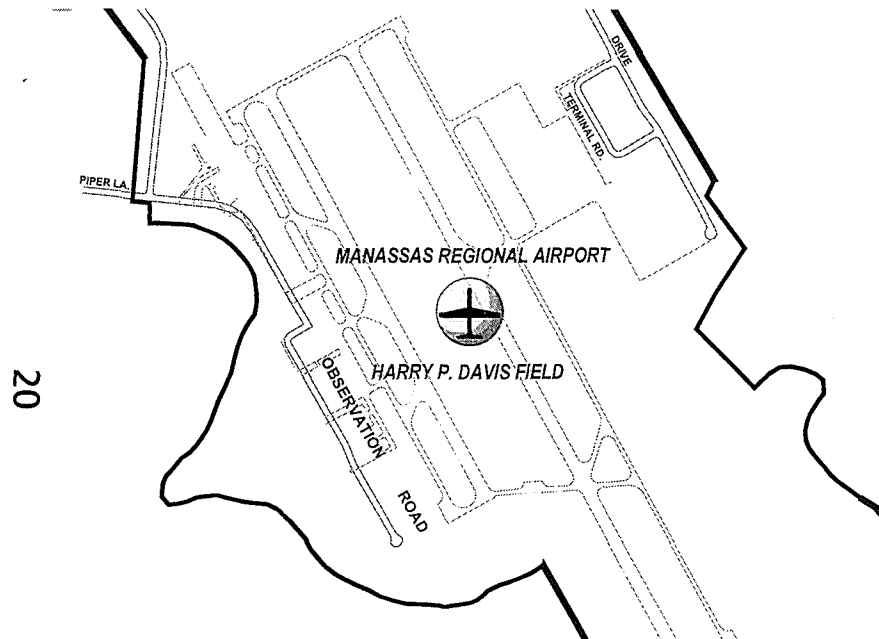 DRIVE
TERMINAL RD.
PIPER LA.
MANASSAS REGIONAL AIRPORT
HARRY P. DAVIS FIELD
OBSERVATION
ROAD
20